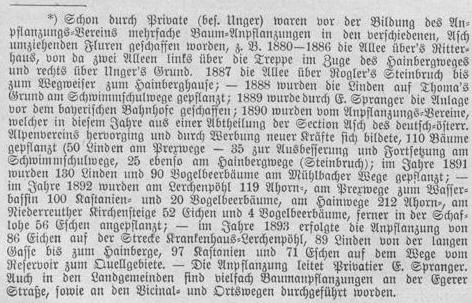 *) Schon durch Private (bes. Unger) waren vor der Bildung des An-
pflanzungs-Vereins mehrfache Baum-Anpflanzungen in den verschiedenen, Asch
umziehenden Fluren geschaffen worden, z. B. 1880—1886 die Allee über's Ritter-
haus, von da zwei Alleen links über die Treppe im Zuge des Hainbergweges
und rechts über Unger's Grund. 1887 die Allee über Rogler's Steinbruch bis
zum Wegweiser zum Hainberghause; — 1888 wurden die Linden auf Thoma's
Grund am Schwimmschulwege gepflanzt; 1889 wurde durch E. Spranger die Anlage
vor dem bayerischen Bahnhofe geschaffen; 1890 wurden vom Anpflanzungs-Vereine,
welcher in diesem Jahre aus einer Abtheilung der Section Asch des deutsch-österr.
Alpenvereins hervorging und durch Werbung neuer Kräfte sich bildete, 110 Bäume
gepflanzt (50 Linden am Prexwege — 35 zur Ausbesserung und Fortsetzung am
Schwimmschulwege, 25 ebenso am Hainbergwege (Steinbruch); im Jahre 1891
wurden 130 Linden und 90 Vogelbeerbäume am Mühlbacher Wege gepflanzt; —
im Jahre 1892 wurden am Lerchenpöhl 119 Ahorn-, am Prexwege zum Wasser-
bassin 100 Kastanien- und 20 Vogelbeerbäume, am Hainwege 212 Ahorn-, am
Niederreuther Kirchensteige 52 Eichen und 4 Vogelbeerbäume, ferner in der Schaf-
lohe 56 Eschen angepflanzt; — im Jahre 1893 erfolgte die Anpflanzung von
86 Eichen auf der Strecke Krankenhaus-Lerchenpöhl, 89 Linden von der langen
Gasse bis zum Hainberge, 97 Kastanien und 71 Eschen auf dem Wege vom
Reservoir zum Quellgebiete. — Die Anpflanzung leitet Privatier E. Spranger.
Auch in den Landgemeinden sind vielfach Baumanpflanzungen an der Egerer
Straße, sowie an den Vicinal- und Ortswegen durchgeführt worden.